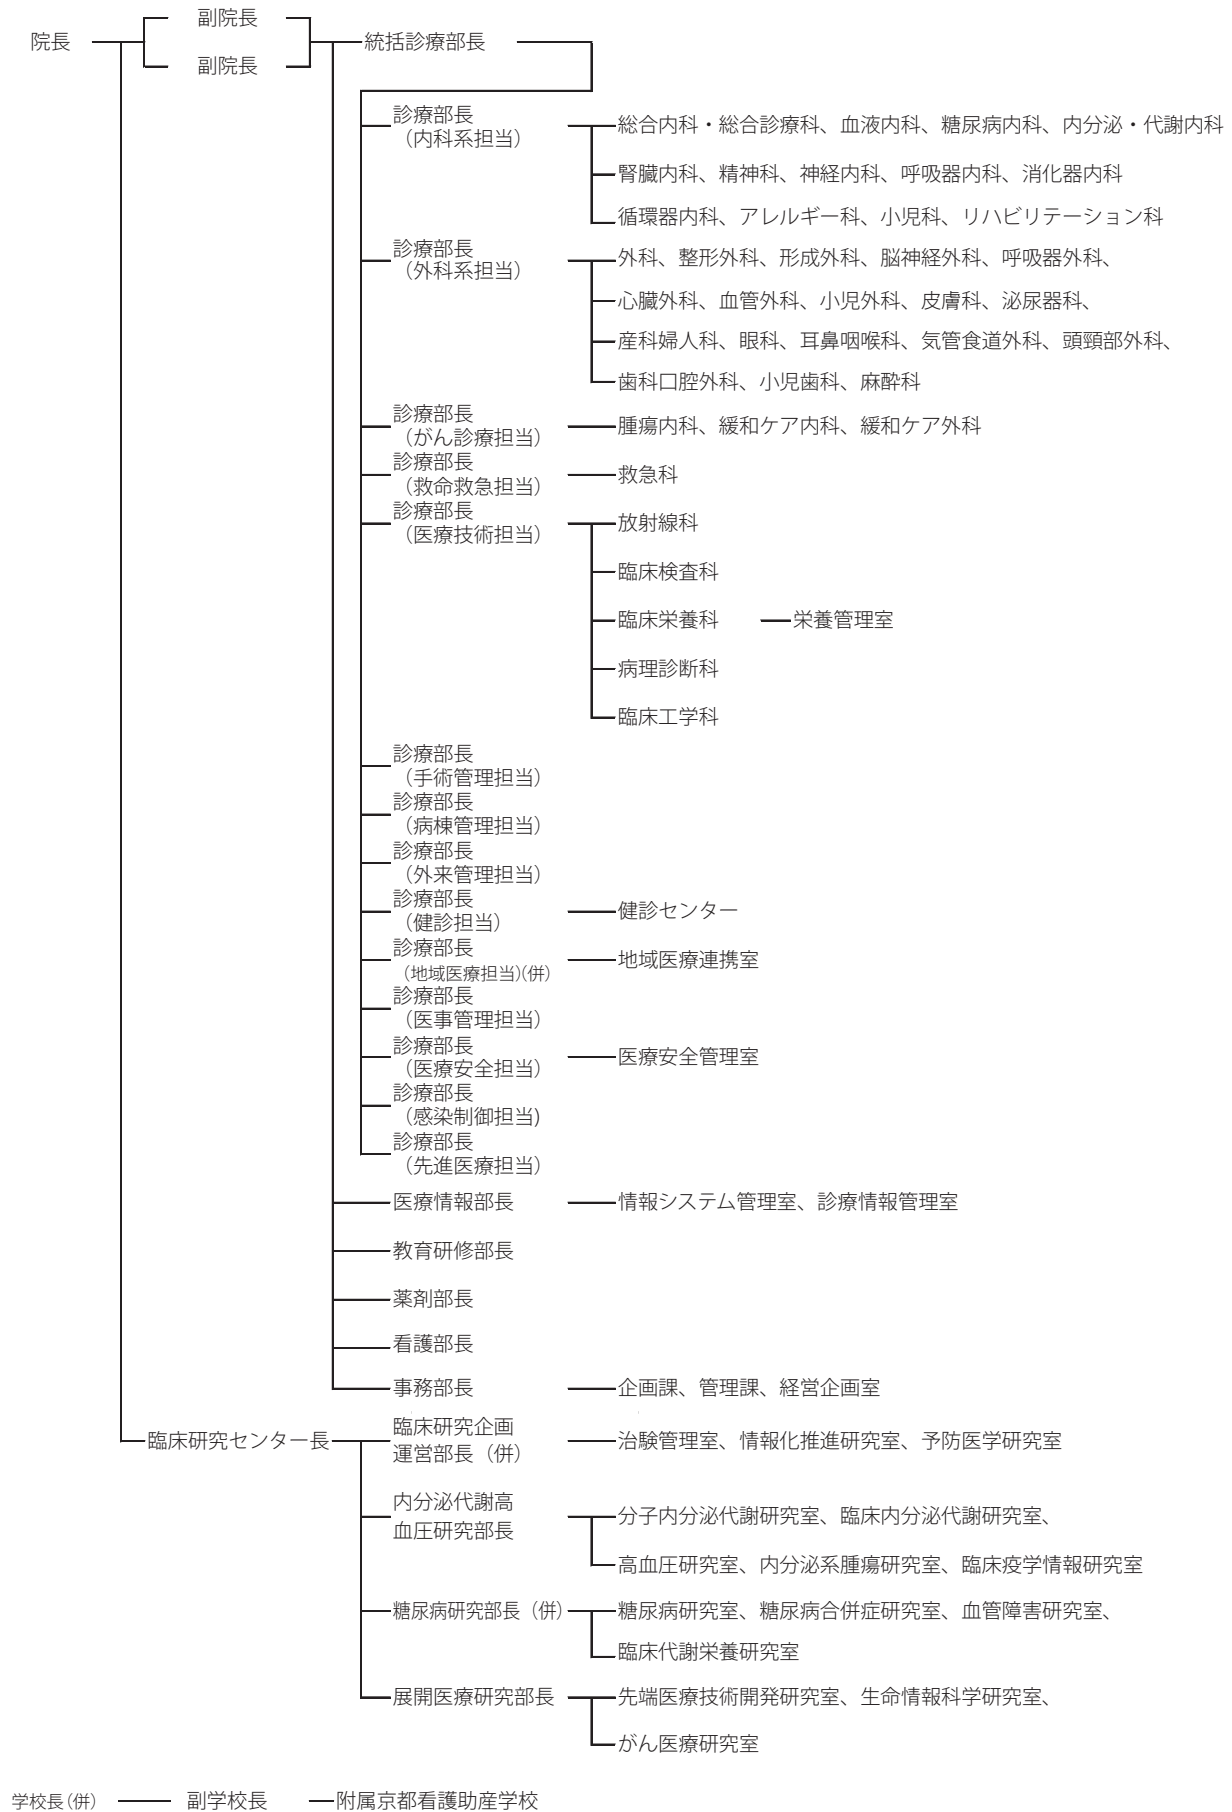 副院長
院長
統括診療部長
副院長
診療部長
（内科系担当）
総合内科・総合診療科、血液内科、糖尿病内科、内分泌・代謝内科
腎臓内科、精神科、神経内科、呼吸器内科、消化器内科
循環器内科、アレルギー科、小児科、リハビリテーション科
診療部長
（外科系担当）
外科、整形外科、形成外科、脳神経外科、呼吸器外科、
心臓外科、血管外科、小児外科、皮膚科、泌尿器科、
産科婦人科、眼科、耳鼻咽喉科、気管食道外科、頭頸部外科、
歯科口腔外科、小児歯科、麻酔科
診療部長
（がん診療担当）
腫瘍内科、緩和ケア内科、緩和ケア外科
診療部長
（救命救急担当）
救急科
診療部長
（医療技術担当）
放射線科
臨床検査科
臨床栄養科 栄養管理室
病理診断科
臨床工学科
診療部長
（手術管理担当）
診療部長
（病棟管理担当）
診療部長
（外来管理担当）
診療部長
（健診担当）
健診センター
診療部長
（地域医療担当）（併）
地域医療連携室
診療部長
（医事管理担当）
診療部長
（医療安全担当）
医療安全管理室
診療部長
（感染制御担当)
診療部長
（先進医療担当）
医療情報部長 情報システム管理室、診療情報管理室
教育研修部長
薬剤部長
看護部長
事務部長 企画課、管理課、経営企画室
臨床研究センター長
臨床研究企画
運営部長（併）
治験管理室、情報化推進研究室、予防医学研究室
内分泌代謝高
血圧研究部長
分子内分泌代謝研究室、臨床内分泌代謝研究室、
高血圧研究室、内分泌系腫瘍研究室、臨床疫学情報研究室
糖尿病研究部長（併） 糖尿病研究室、糖尿病合併症研究室、血管障害研究室、
臨床代謝栄養研究室
展開医療研究部長 先端医療技術開発研究室、生命情報科学研究室、
がん医療研究室
学校長（併） 副学校長 附属京都看護助産学校